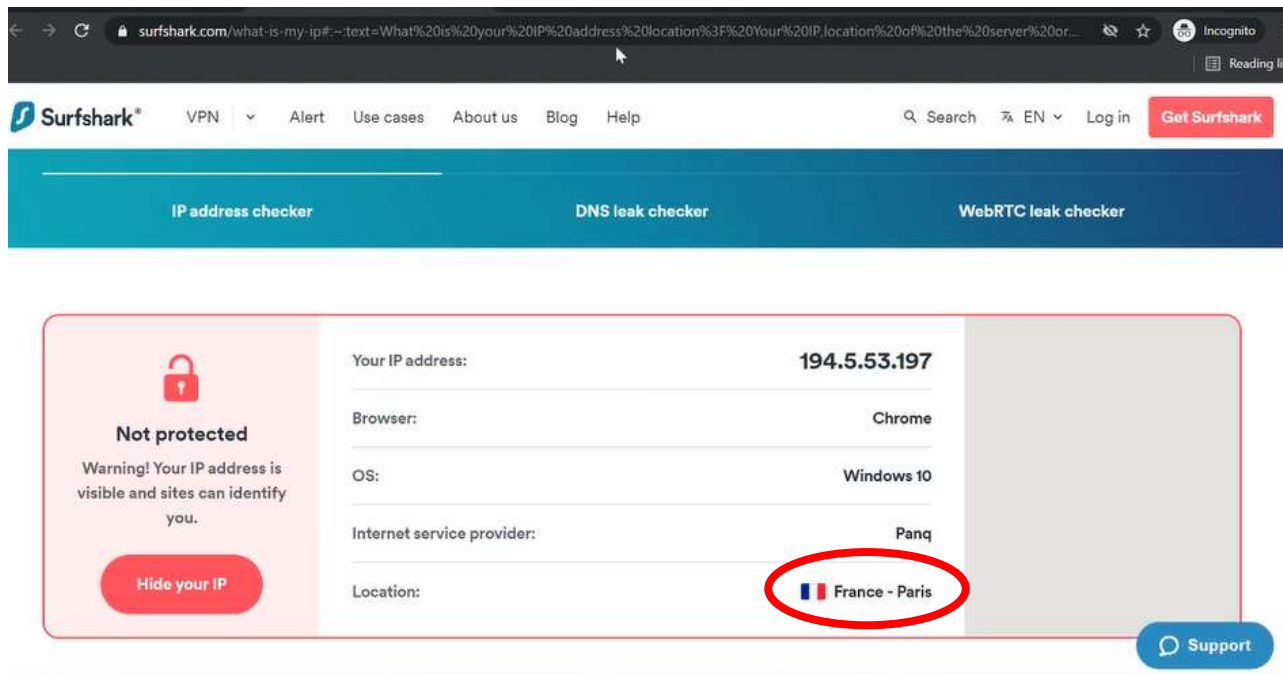 surfshark.com/what-is-my-ip#:~:text=What%20is%20your%20IP%20address%20location%3F%20Your%20IP,location%20of%20the%20server%20or...
Incognito
Reading li
Surfshark®
VPN
Alert
Use cases
About us
Blog
Help
Search
EN
Log in
Get Surfshark
IP address checker
DNS leak checker
WebRTC leak checker
Not protected
Warning! Your IP address is
visible and sites can identify
you.
Hide your IP
Your IP address: 194.5.53.197
Browser: Chrome
OS: Windows 10
Internet service provider: Panq
Location: France - Paris
Support